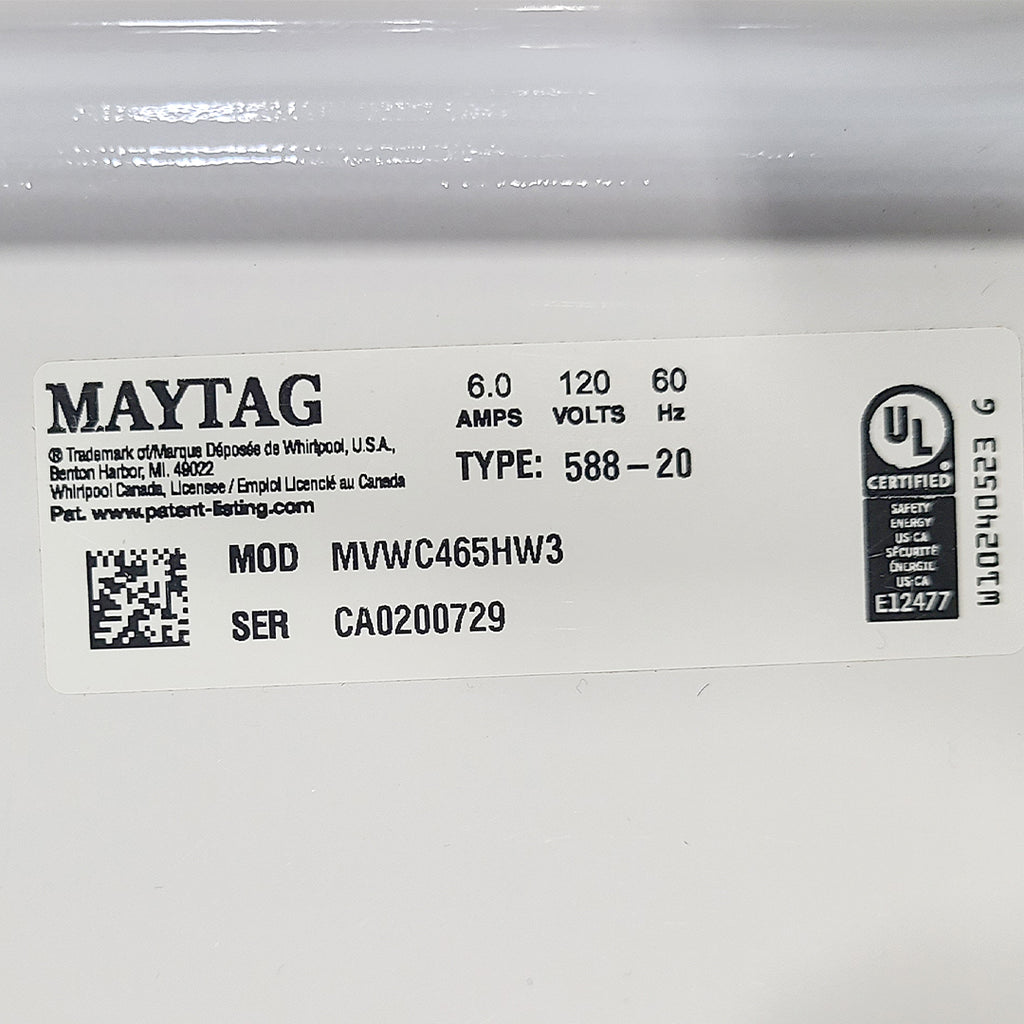 MAYTAG
® Trademark of/Marque Déposée de Whirlpool, U.S.A.,
Benton Harbor, MI. 49022
Whirlpool Canada, Licensee / Emploi Licencié au Canada
Pat. www.patent-listing.com
6.0 120 60
AMPS VOLTS Hz
TYPE: 588-20
MOD MVWC465HW3
SER CA0200729
UL ®
CERTIFIED
SAFETY
ENERGY
US-CA
SÉCURITÉ
ÉNERGIE
US-CA
E12477
W10240523 G